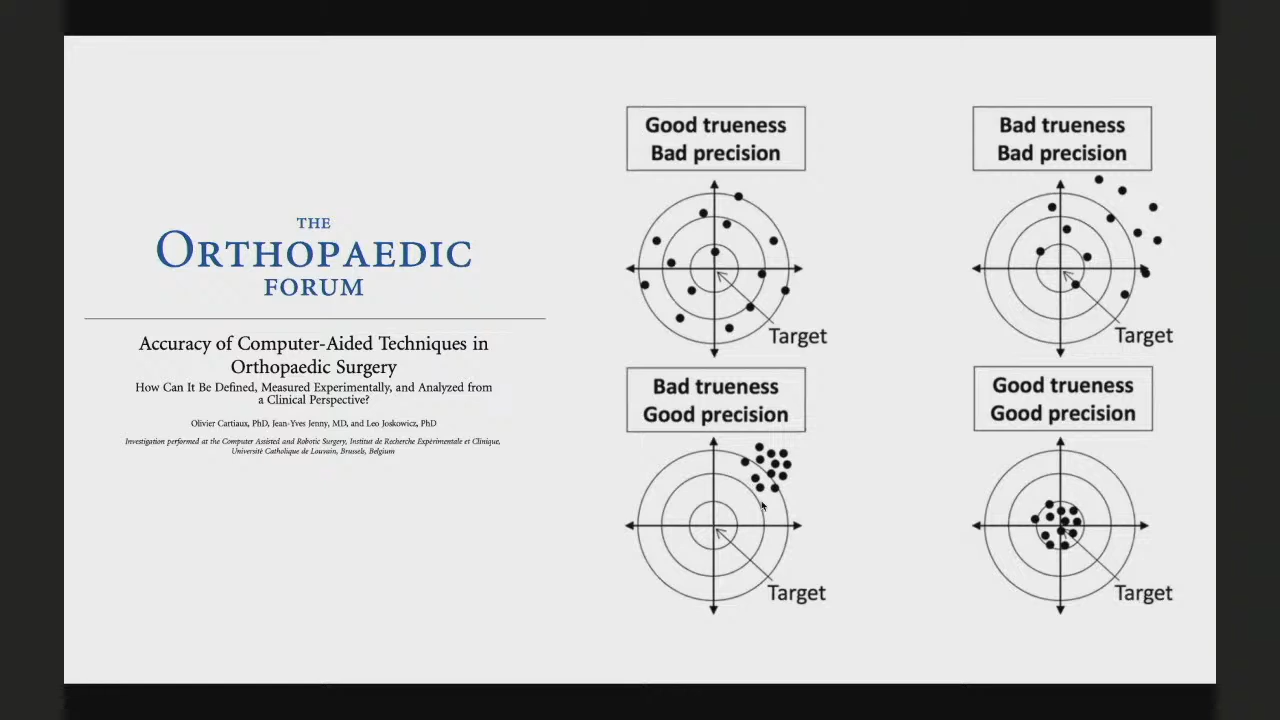 THE
ORTHOPAEDIC
FORUM
Accuracy of Computer-Aided Techniques in
Orthopaedic Surgery
How Can It Be Defined, Measured Experimentally, and Analyzed from
a Clinical Perspective?
Olivier Cartiaux, PhD, Jean-Yves Jenny, MD, and Leo Joskowicz, PhD
Investigation performed at the Computer Assisted and Robotic Surgery, Institut de Recherche Expérimentale et Clinique,
Université Catholique de Louvain, Brussels, Belgium
Good trueness
Bad precision
Target
Bad trueness
Bad precision
Target
Bad trueness
Good precision
Target
Good trueness
Good precision
Target